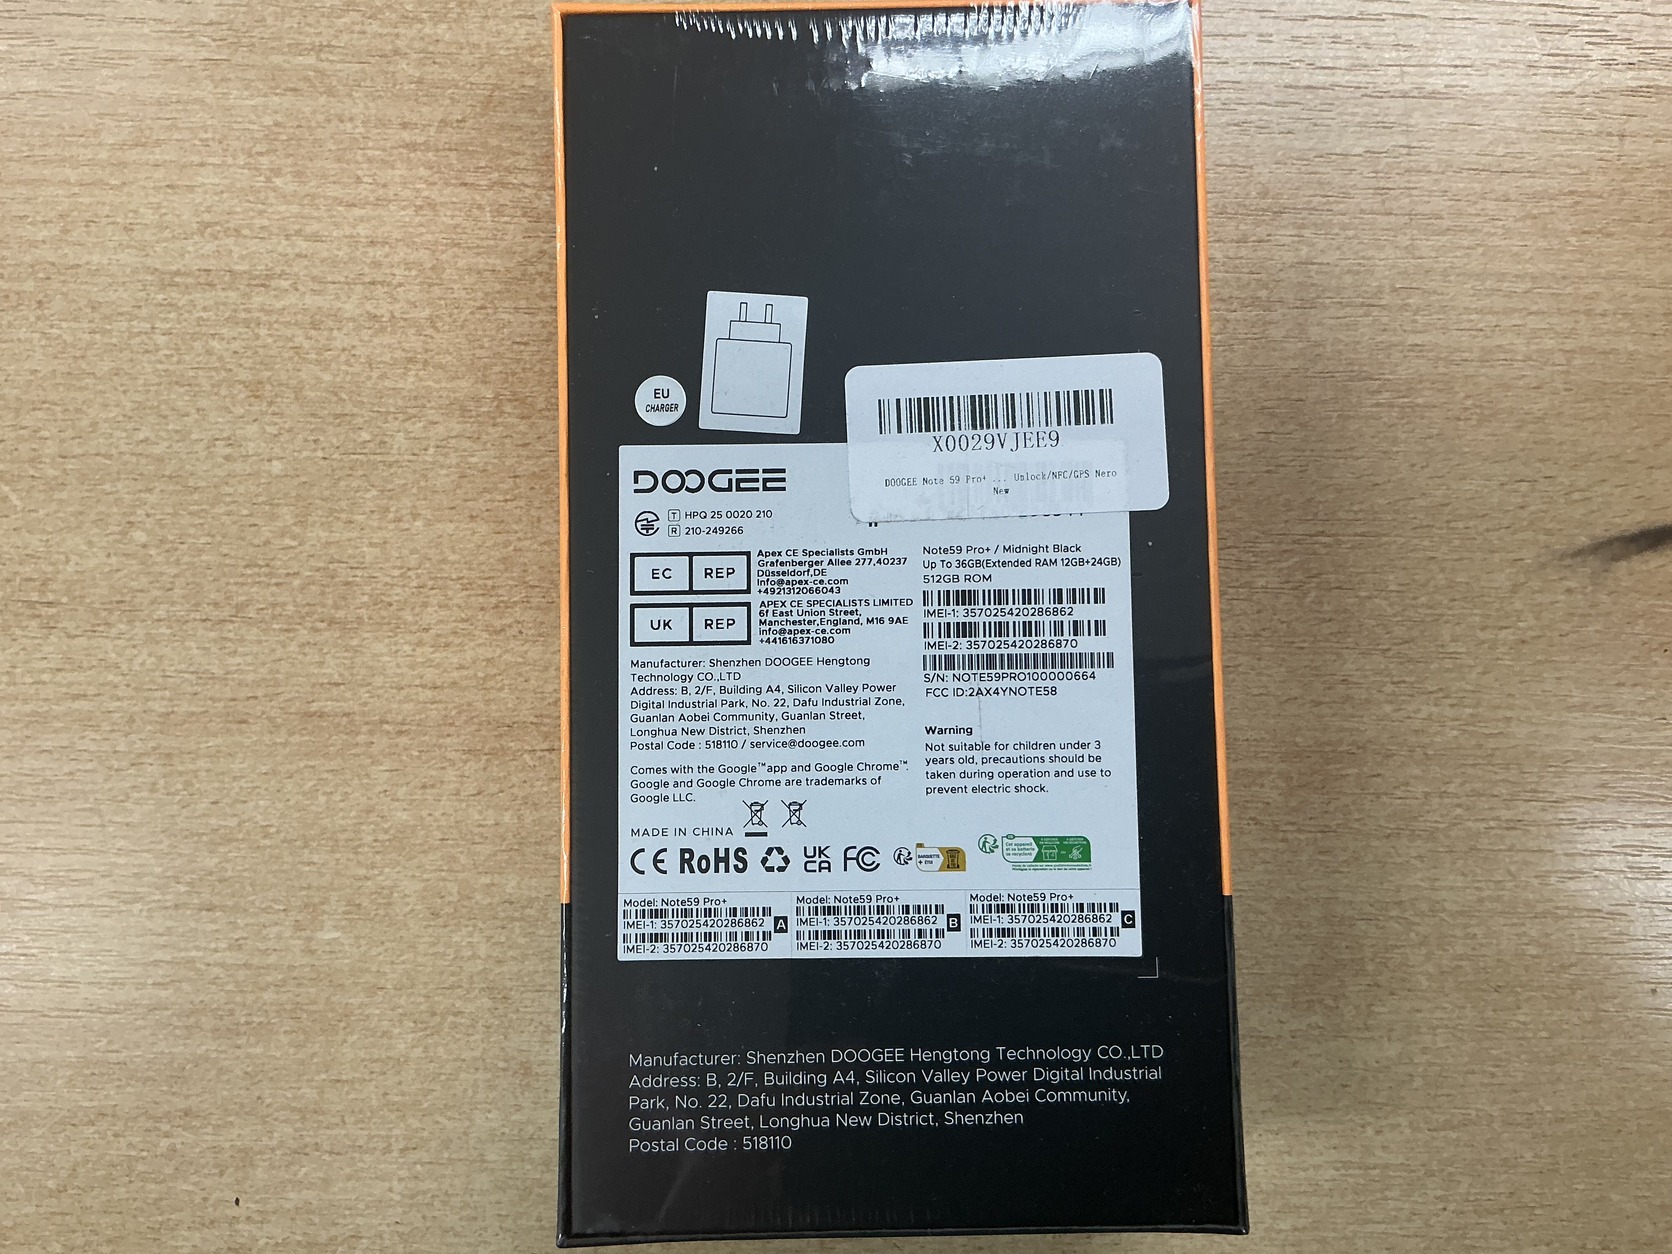 EU
CHARGER
X0029VJEE9
DOOGEE Note 59 Pro+ ... Unlock/NFC/GPS Nero
New
DOOGEE
T HPQ 25 0020 210
R 210-249266
EC REP
Apex CE Specialists GmbH
Grafenberger Allee 277,40237
Düsseldorf,DE
Info@apex-ce.com
+4921312066043
UK REP
APEX CE SPECIALISTS LIMITED
6f East Union Street,
Manchester,England, M16 9AE
info@apex-ce.com
+441616371080
Manufacturer: Shenzhen DOOGEE Hengtong
Technology CO.,LTD
Address: B, 2/F, Building A4, Silicon Valley Power
Digital Industrial Park, No. 22, Dafu Industrial Zone,
Guanlan Aobei Community, Guanlan Street,
Longhua New District, Shenzhen
Postal Code : 518110 / service@doogee.com
Comes with the Google™app and Google Chrome™.
Google and Google Chrome are trademarks of
Google LLC.
MADE IN CHINA
Note59 Pro+ / Midnight Black
Up To 36GB(Extended RAM 12GB+24GB)
512GB ROM
IMEI-1: 357025420286862
IMEI-2: 357025420286870
S/N: NOTE59PRO100000664
FCC ID:2AX4YNOTE58
Warning
Not suitable for children under 3
years old, precautions should be
taken during operation and use to
prevent electric shock.
CE RoHS UK CA FC
BARQUETTE
+ ÉTUI
Cet appareil
et sa batterie
se recyclent
Model: Note59 Pro+
IMEI-1: 357025420286862
IMEI-2: 357025420286870
A
Model: Note59 Pro+
IMEI-1: 357025420286862
IMEI-2: 357025420286870
B
Model: Note59 Pro+
IMEI-1: 357025420286862
IMEI-2: 357025420286870
C
Manufacturer: Shenzhen DOOGEE Hengtong Technology CO.,LTD
Address: B, 2/F, Building A4, Silicon Valley Power Digital Industrial
Park, No. 22, Dafu Industrial Zone, Guanlan Aobei Community,
Guanlan Street, Longhua New District, Shenzhen
Postal Code : 518110